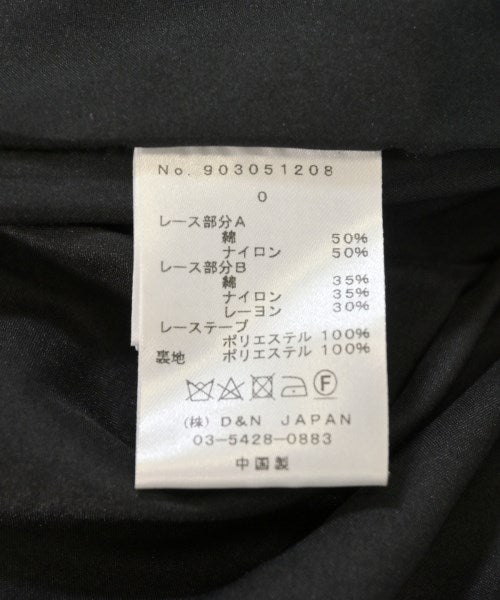 No. 903051208
0
レース部分A
綿 50%
ナイロン 50%
レース部分B
綿 35%
ナイロン 35%
レーヨン 30%
レーステープ
ポリエステル 100%
裏地 ポリエステル 100%
F
(株) D&N JAPAN
03-5428-0883
中国製